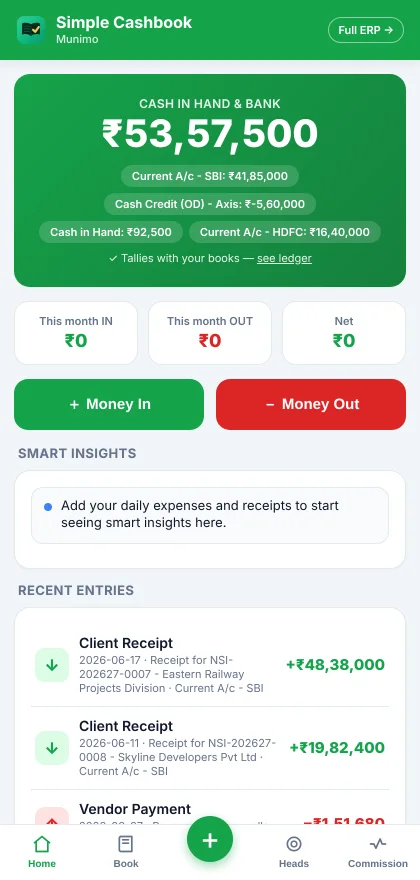 Simple Cashbook
Munimo
Full ERP →
CASH IN HAND & BANK
₹53,57,500
Current A/c - SBI: ₹41,85,000
Cash Credit (OD) - Axis: ₹-5,60,000
Cash in Hand: ₹92,500
Current A/c - HDFC: ₹16,40,000
✓ Tallies with your books — see ledger
This month IN
₹0
This month OUT
₹0
Net
₹0
+ Money In
− Money Out
SMART INSIGHTS
Add your daily expenses and receipts to start
seeing smart insights here.
RECENT ENTRIES
Client Receipt
2026-06-17 · Receipt for NSI-
202627-0007 - Eastern Railway
Projects Division · Current A/c - SBI
+₹48,38,000
Client Receipt
2026-06-11 · Receipt for NSI-202627-
0008 - Skyline Developers Pvt Ltd ·
Current A/c - SBI
+₹19,82,400
Vendor Payment
Home
Book
+
Heads
Commission